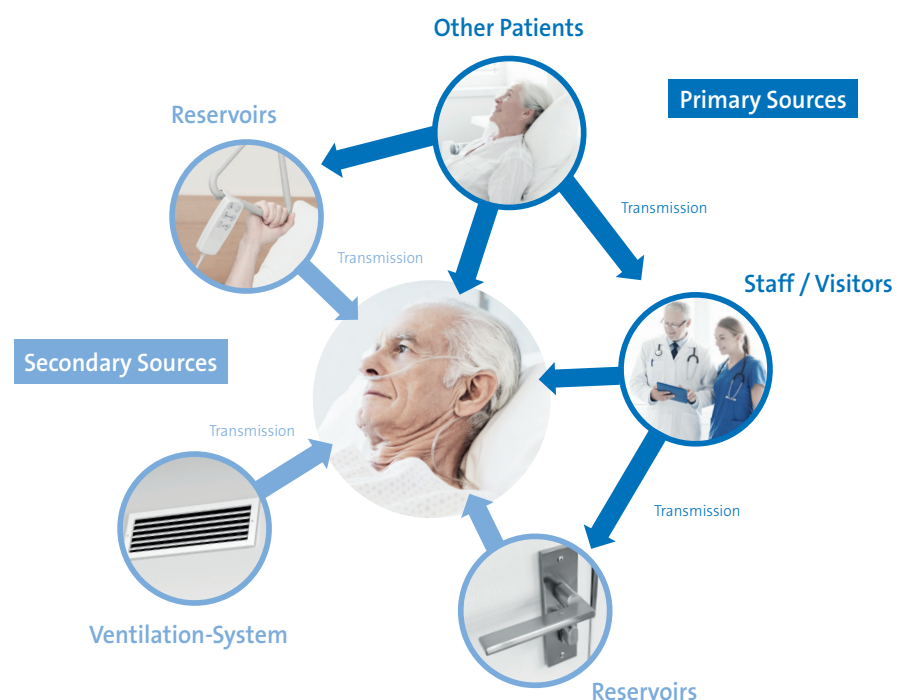 Other Patients
Primary Sources
Reservoirs
Transmission
Transmission
Staff / Visitors
Secondary Sources
Transmission
Transmission
Ventilation-System
Reservoirs